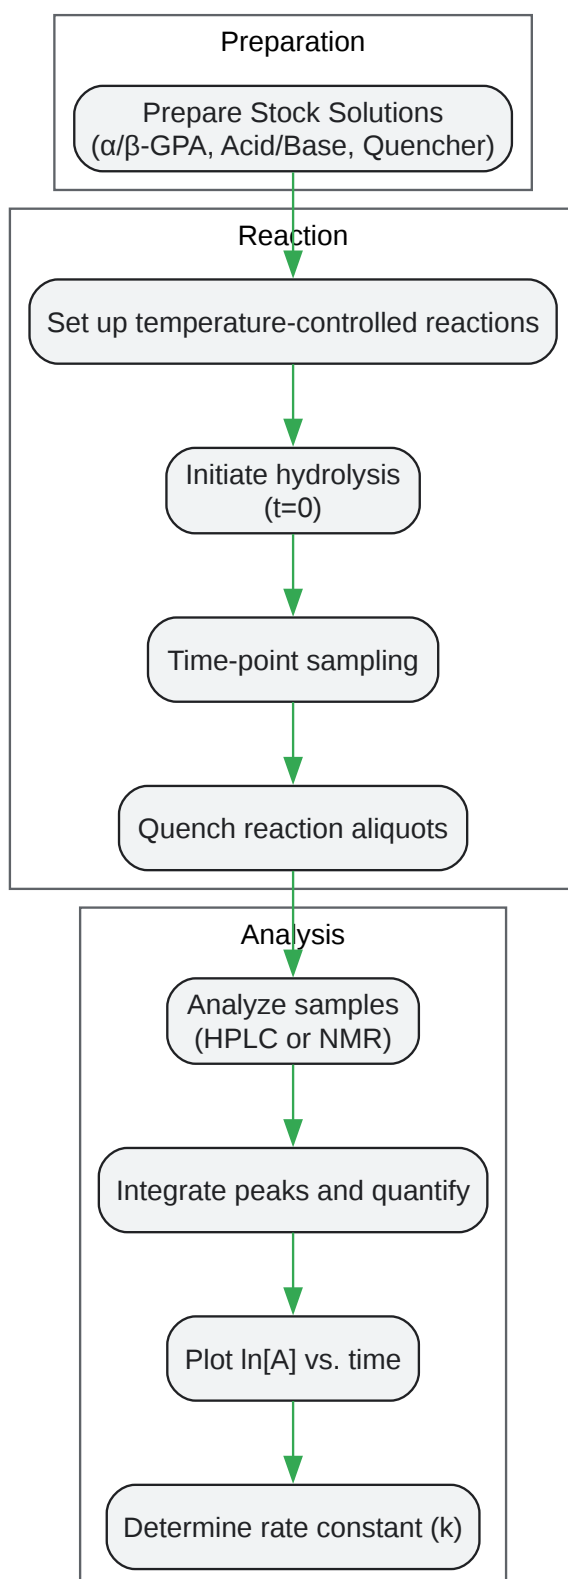 Preparation
Prepare Stock Solutions
(α/β-GPA, Acid/Base, Quencher)
Reaction
Set up temperature-controlled reactions
Initiate hydrolysis
(t=0)
Time-point sampling
Quench reaction aliquots
Analysis
Analyze samples
(HPLC or NMR)
Integrate peaks and quantify
Plot ln[A] vs. time
Determine rate constant (k)